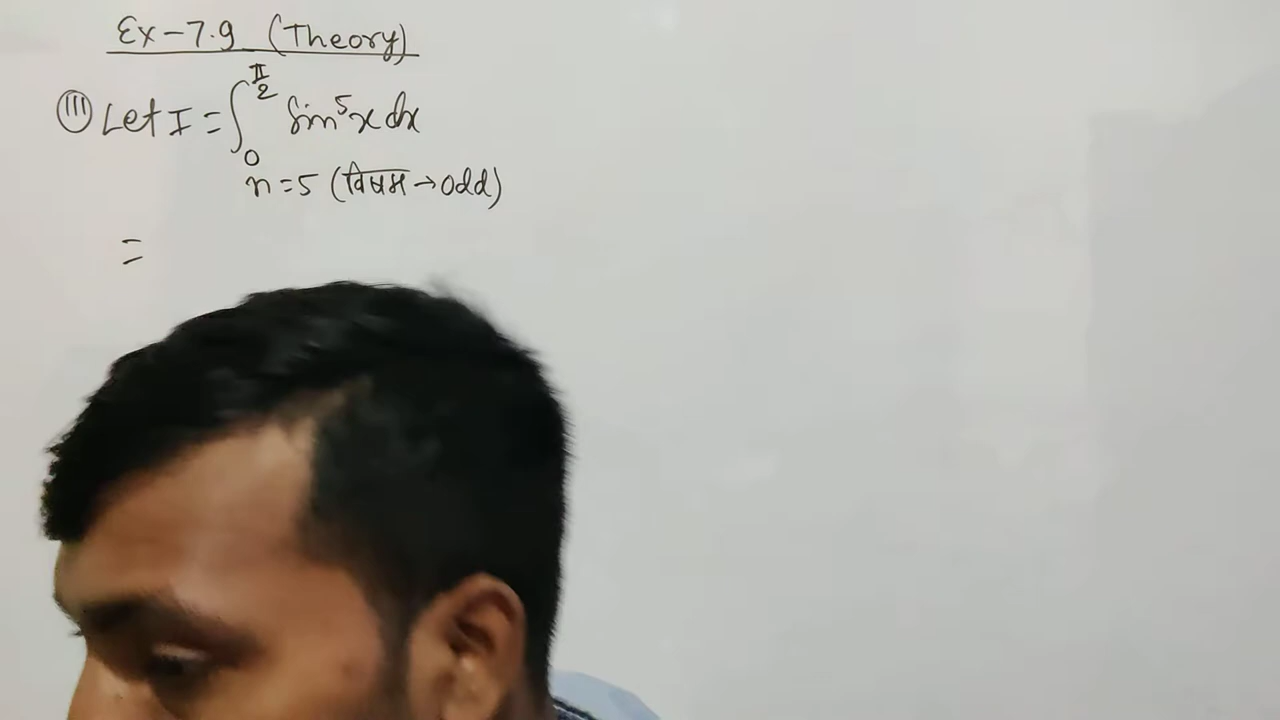 Ex-7.9 (Theory)
(III) Let I = ∫₀^(π/2) Sin⁵x dx
n = 5 (विषम → Odd)
=